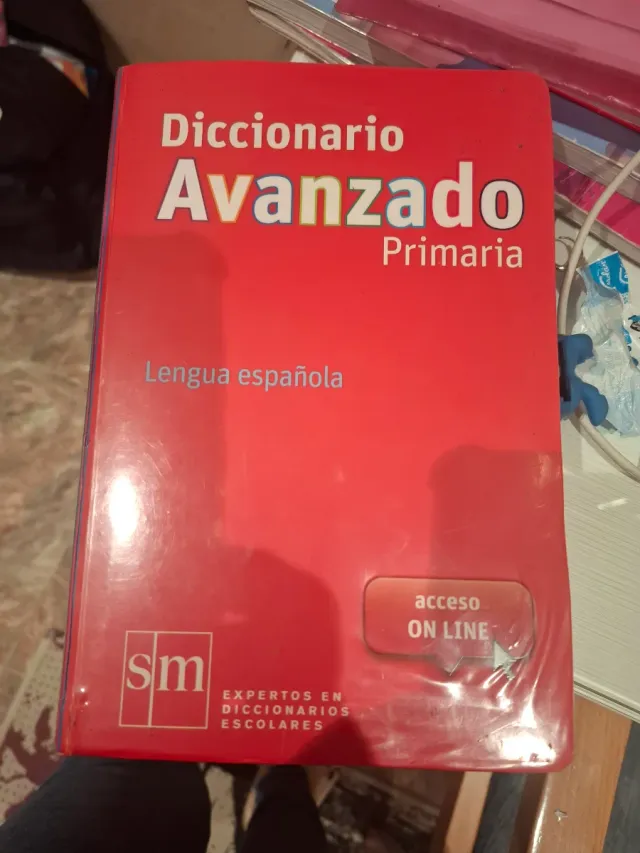 Diccionario
Avanzado
Primaria
Lengua española
acceso
ON LINE
sm
EXPERTOS EN
DICCIONARIOS
ESCOLARES